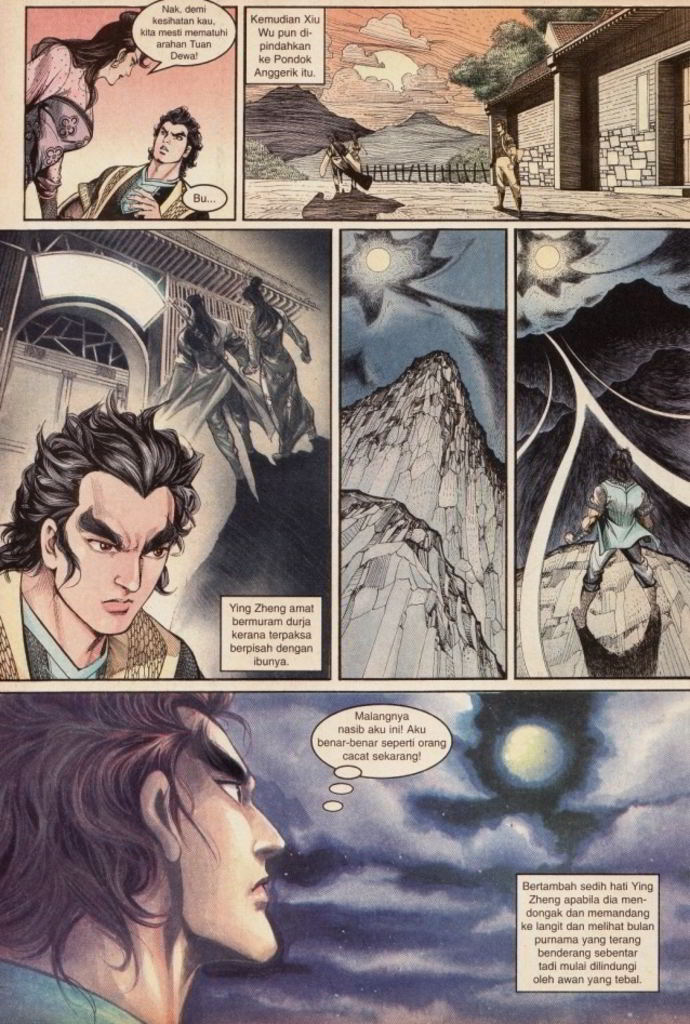 Nak, demi
kesihatan kau,
kita mesti mematuhi
arahan Tuan
Dewa!
Bu...
Kemudian Xiu
Wu pun di-
pindahkan
ke Pondok
Anggerik itu.
Ying Zheng amat
bermuram durja
kerana terpaksa
berpisah dengan
ibunya.
Malangnya
nasib aku ini! Aku
benar-benar seperti orang
cacat sekarang!
Bertambah sedih hati Ying
Zheng apabila dia men-
dongak dan memandang
ke langit dan melihat bulan
purnama yang terang
benderang sebentar
tadi mulai dilindungi
oleh awan yang tebal.